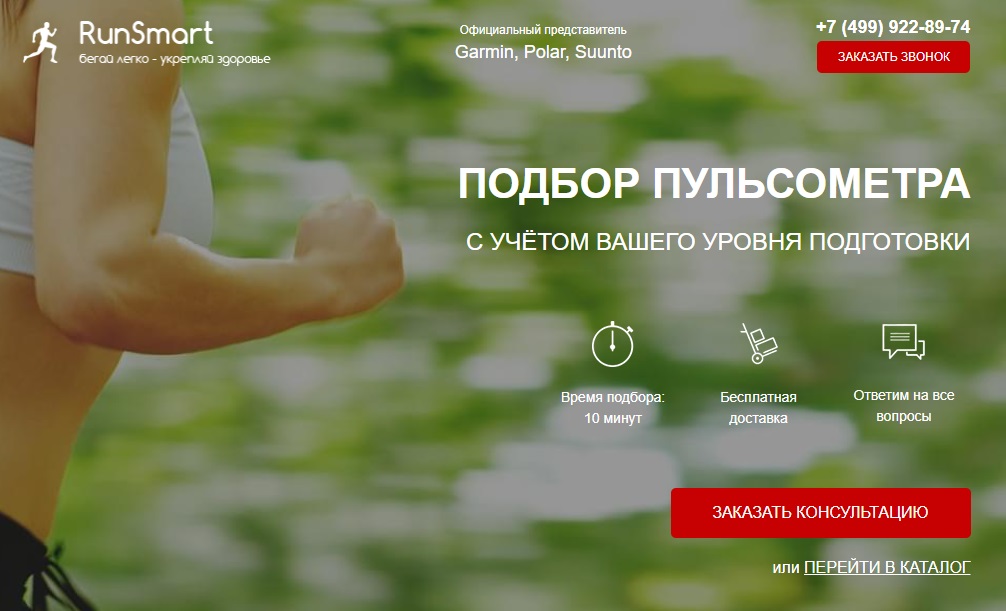 RunSmart
бегай легко - укрепляй здоровье
Официальный представитель
Garmin, Polar, Suunto
+7 (499) 922-89-74
ЗАКАЗАТЬ ЗВОНОК
ПОДБОР ПУЛЬСОМЕТРА
С УЧЁТОМ ВАШЕГО УРОВНЯ ПОДГОТОВКИ
Время подбора:
10 минут
Бесплатная
доставка
Ответим на все
вопросы
ЗАКАЗАТЬ КОНСУЛЬТАЦИЮ
или ПЕРЕЙТИ В КАТАЛОГ